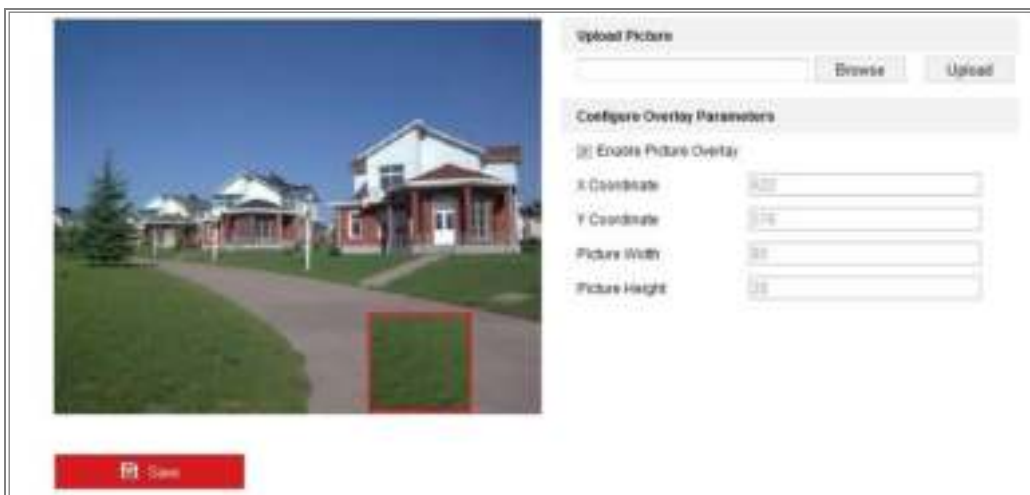 Upload Picture
Browse
Upload
Configure Overlay Parameters
Enable Picture Overlay
X Coordinate
Y Coordinate
Picture Width
Picture Height
Save